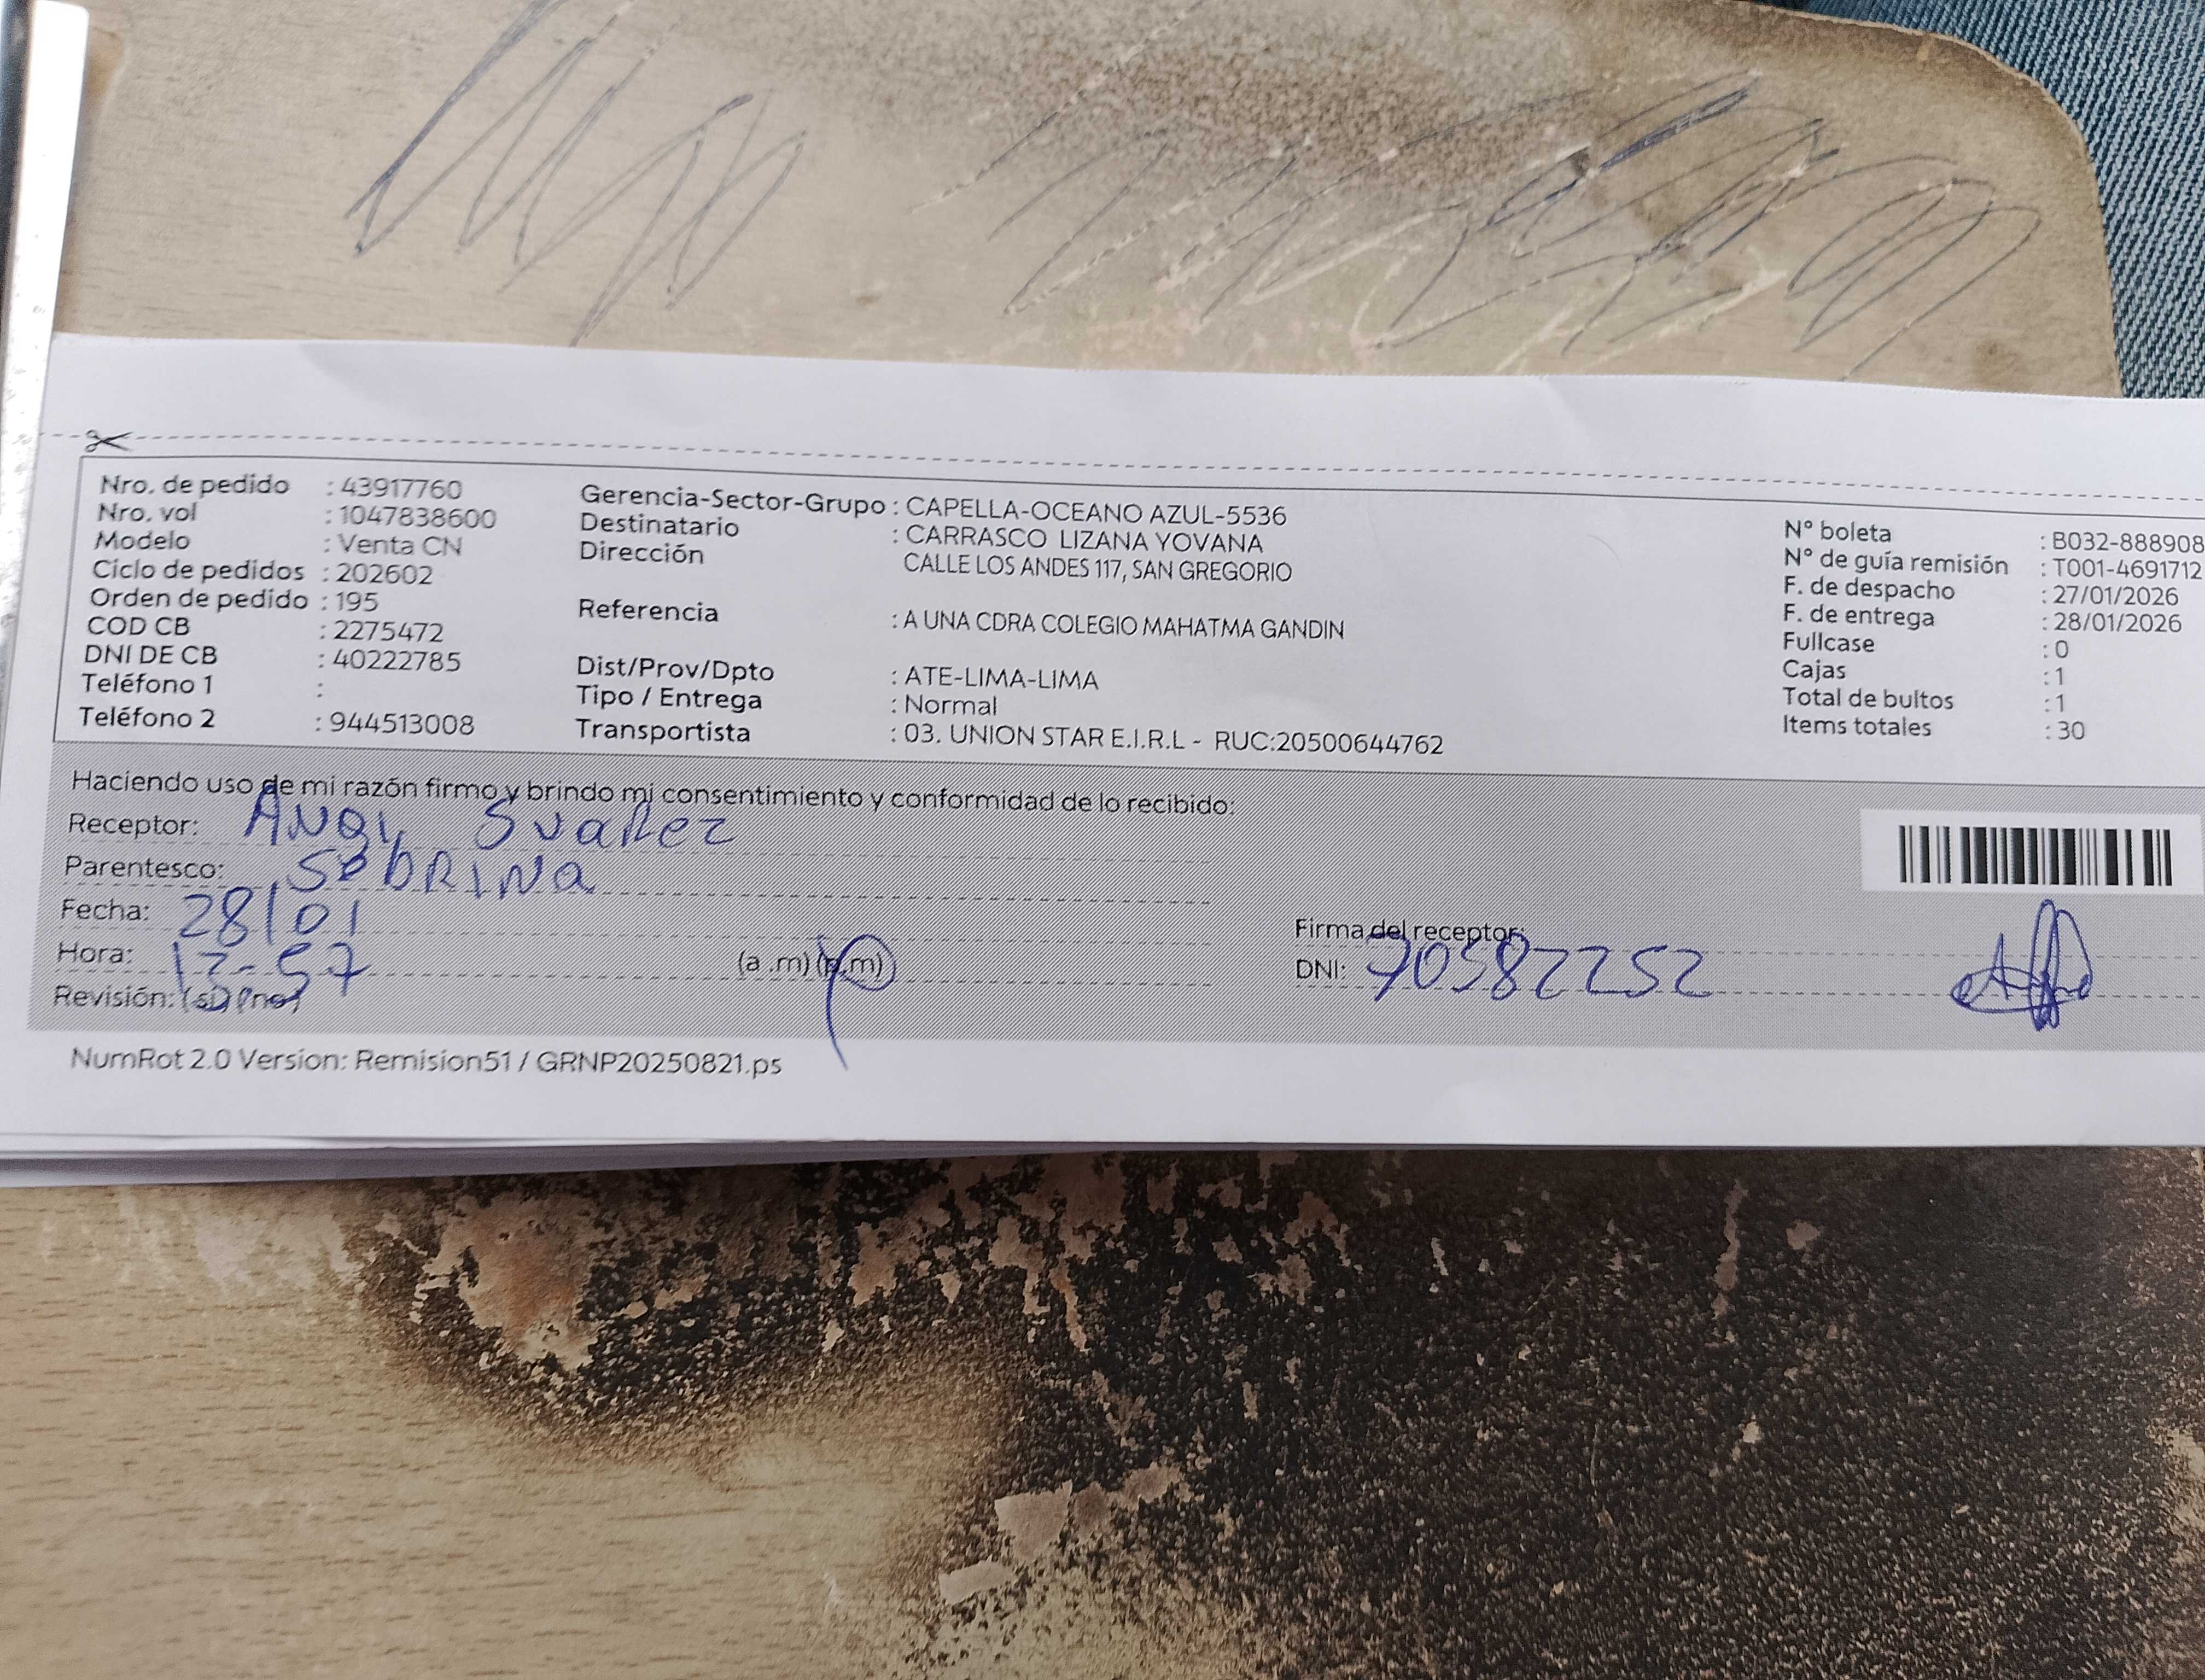 Nro. de pedido : 43917760
Nro. vol : 1047838600
Modelo : Venta CN
Ciclo de pedidos : 202602
Orden de pedido : 195
COD CB : 2275472
DNI DE CB : 40222785
Teléfono 1 :
Teléfono 2 : 944513008
Gerencia-Sector-Grupo : CAPELLA-OCEANO AZUL-5536
Destinatario : CARRASCO LIZANA YOVANA
Dirección CALLE LOS ANDES 117, SAN GREGORIO
Referencia : A UNA CDRA COLEGIO MAHATMA GANDIN
Dist/Prov/Dpto : ATE-LIMA-LIMA
Tipo / Entrega : Normal
Transportista : 03. UNION STAR E.I.R.L - RUC:20500644762
N° boleta : B032-888908
N° de guía remisión : T001-4691712
F. de despacho : 27/01/2026
F. de entrega : 28/01/2026
Fullcase : 0
Cajas : 1
Total de bultos : 1
Items totales : 30
Haciendo uso de mi razón firmo y brindo mi consentimiento y conformidad de lo recibido:
Receptor: Suarez
Parentesco: SobRINa
Fecha: 28/01
Hora: (a .m) (p.m)
Revisión: (si) (no)
Firma del receptor:
DNI: 70582252
NumRot 2.0 Version: Remision51 / GRNP20250821.ps